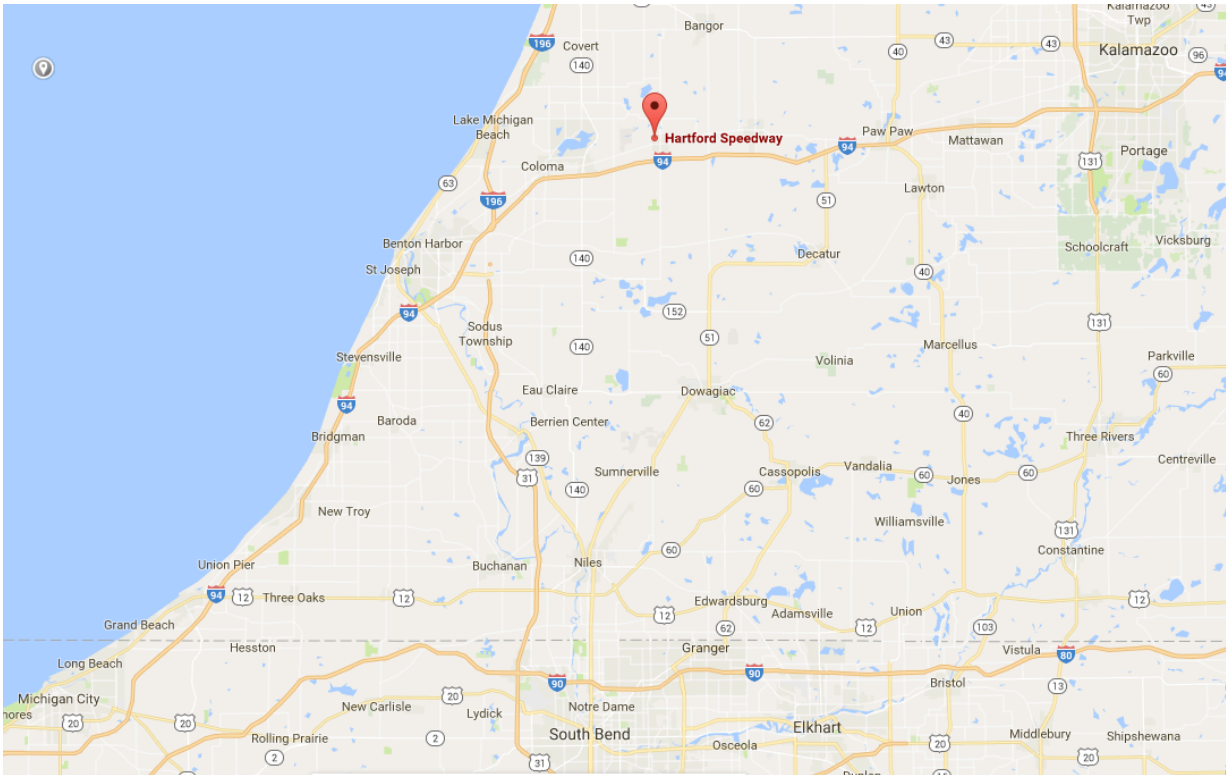 Bangor
Kalamazoo
Twp
43
196
Covert
40
43
43
Kalamazoo
140
96
94
Lake Michigan
Beach
Hartford Speedway
Paw Paw
Mattawan
94
94
131
Portage
Coloma
63
Lawton
196
51
Benton Harbor
Schoolcraft
Vicksburg
St Joseph
140
Decatur
40
94
152
131
Sodus
Township
51
140
Marcellus
Stevensville
Volinia
Parkville
60
Eau Claire
Dowagiac
94
Baroda
Berrien Center
62
40
Bridgman
Three Rivers
139
Centreville
31
Sumnerville
Cassopolis
Vandalia
60
60
Jones
140
60
New Troy
Williamsville
131
60
Constantine
Union Pier
Buchanan
Niles
94
12
Three Oaks
12
Edwardsburg
12
Adamsville
Union
12
Grand Beach
12
62
103
Hesston
Granger
Vistula
80
Long Beach
90
90
Bristol
Michigan City
20
13
hores
20
20
New Carlisle
Lydick
Notre Dame
Elkhart
Rolling Prairie
2
South Bend
Middlebury
Shipshewana
2
Osceola
20
20
31
Dunlap
15